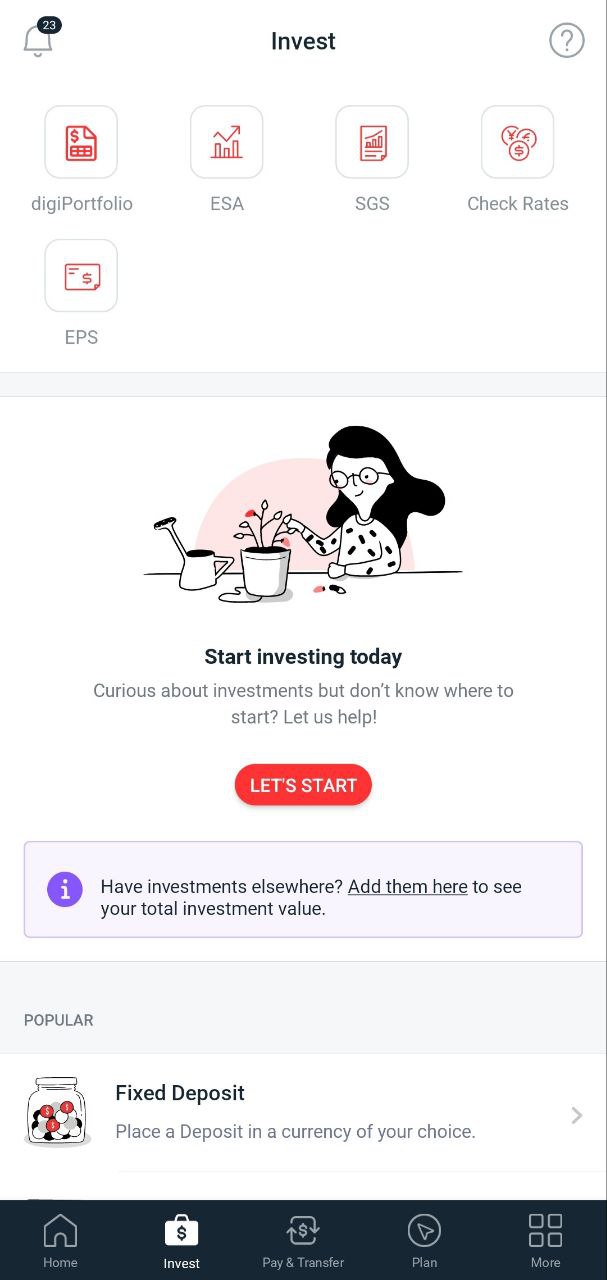 23
Invest
digiPortfolio
ESA
SGS
Check Rates
EPS
Start investing today
Curious about investments but don’t know where to
start? Let us help!
LET'S START
Have investments elsewhere? Add them here to see
your total investment value.
POPULAR
Fixed Deposit
Place a Deposit in a currency of your choice.
Home
Invest
Pay & Transfer
Plan
More